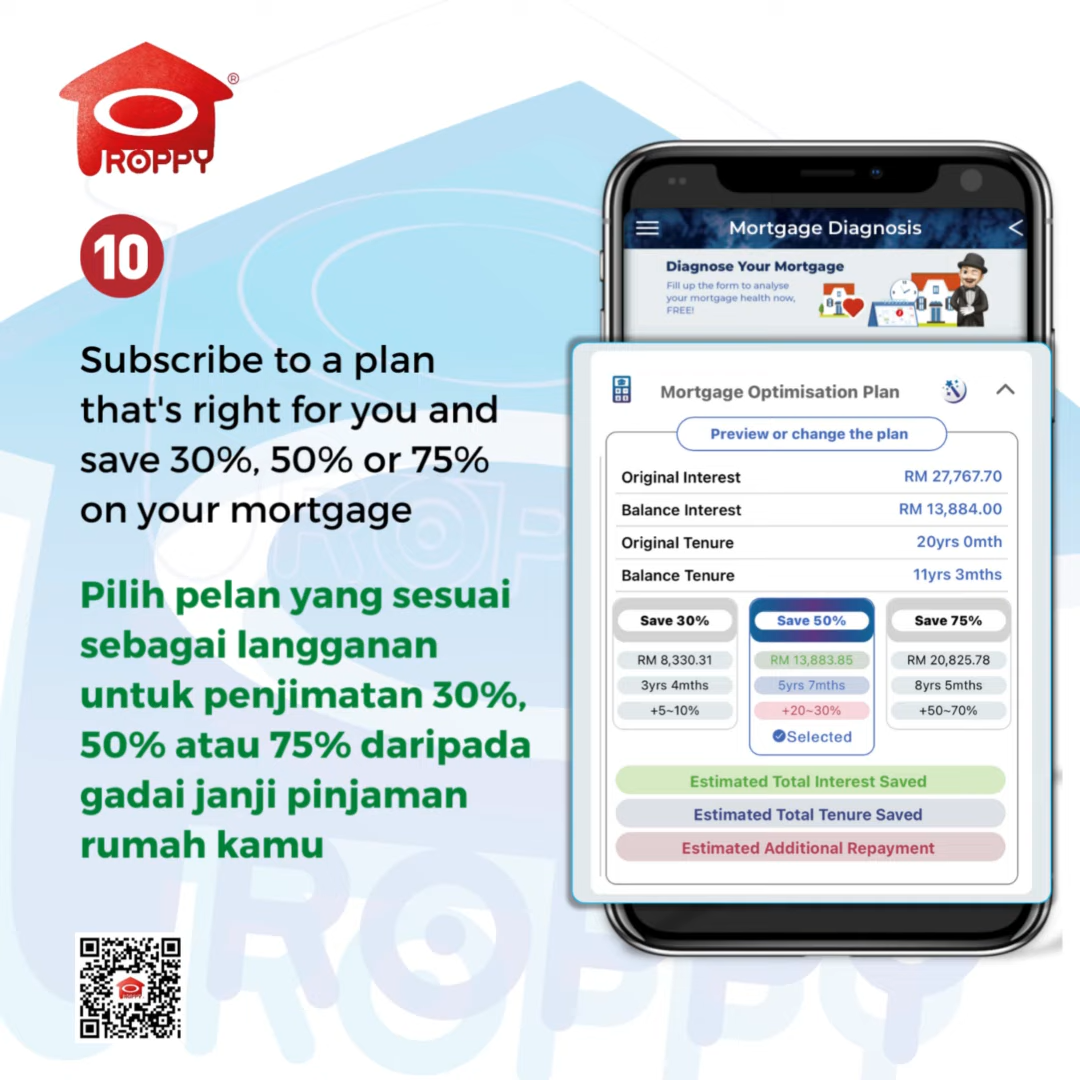 ROPPY®
10
Subscribe to a plan
that's right for you and
save 30%, 50% or 75%
on your mortgage
Pilih pelan yang sesuai
sebagai langganan
untuk penjimatan 30%,
50% atau 75% daripada
gadai janji pinjaman
rumah kamu
Mortgage Diagnosis
Diagnose Your Mortgage
Fill up the form to analyse
your mortgage health now,
FREE!
Mortgage Optimisation Plan
Preview or change the plan
Original Interest RM 27,767.70
Balance Interest RM 13,884.00
Original Tenure 20yrs 0mth
Balance Tenure 11yrs 3mths
Save 30% Save 50% Save 75%
RM 8,330.31 RM 13,883.85 RM 20,825.78
3yrs 4mths 5yrs 7mths 8yrs 5mths
+5~10% +20~30% +50~70%
Selected
Estimated Total Interest Saved
Estimated Total Tenure Saved
Estimated Additional Repayment
ROPPY
ROPPY
ROPPY